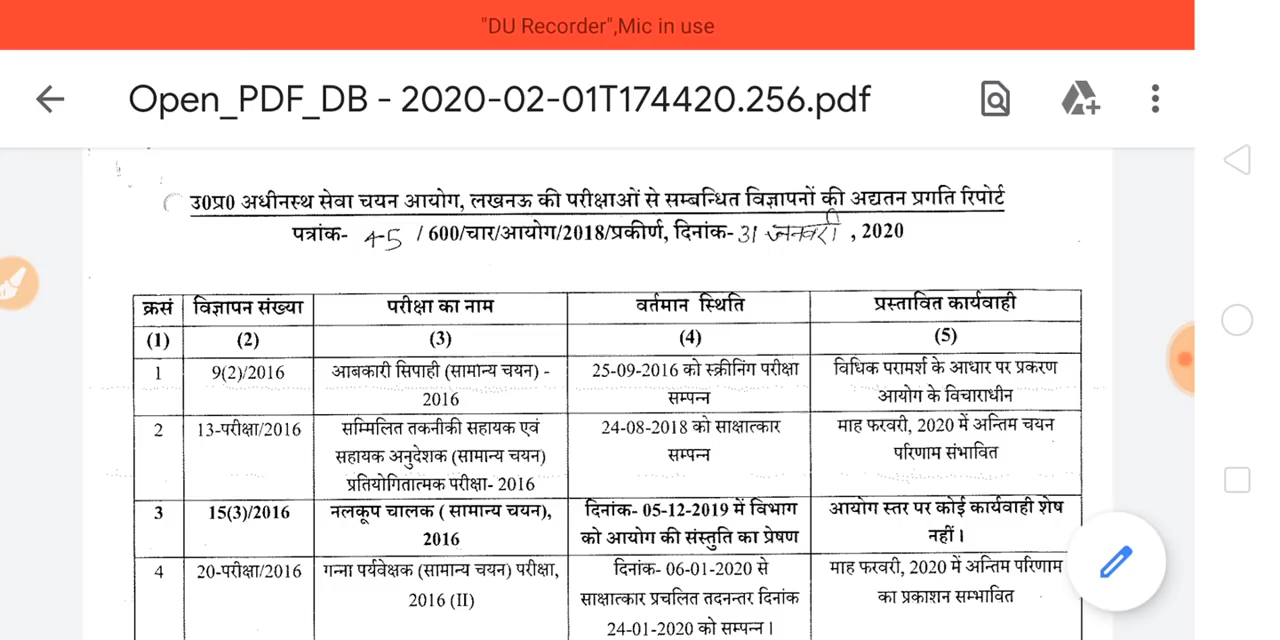 "DU Recorder",Mic in use
Open_PDF_DB - 2020-02-01T174420.256.pdf
उ0प्र0 अधीनस्थ सेवा चयन आयोग, लखनऊ की परीक्षाओं से सम्बन्धित विज्ञापनों की अद्यतन प्रगति रिपोर्ट
पत्रांक- 45 / 600/चार/आयोग/2018/प्रकीर्ण, दिनांक- 31 जनवरी , 2020
क्रसं विज्ञापन संख्या परीक्षा का नाम वर्तमान स्थिति प्रस्तावित कार्यवाही
(1) (2) (3) (4) (5)
1 9(2)/2016 आबकारी सिपाही (सामान्य चयन) - 25-09-2016 को स्क्रीनिंग परीक्षा विधिक परामर्श के आधार पर प्रकरण
2016 सम्पन्न आयोग के विचाराधीन
2 13-परीक्षा/2016 सम्मिलित तकनीकी सहायक एवं 24-08-2018 को साक्षात्कार माह फरवरी, 2020 में अन्तिम चयन
सहायक अनुदेशक (सामान्य चयन) सम्पन्न परिणाम संभावित
प्रतियोगितात्मक परीक्षा- 2016
3 15(3)/2016 नलकूप चालक ( सामान्य चयन), दिनांक- 05-12-2019 में विभाग आयोग स्तर पर कोई कार्यवाही शेष
2016 को आयोग की संस्तुति का प्रेषण नहीं।
4 20-परीक्षा/2016 गन्ना पर्यवेक्षक (सामान्य चयन) परीक्षा, दिनांक- 06-01-2020 से माह फरवरी, 2020 में अन्तिम परिणाम
2016 (II) साक्षात्कार प्रचलित तदनन्तर दिनांक का प्रकाशन सम्भावित
24-01-2020 को सम्पन्न।